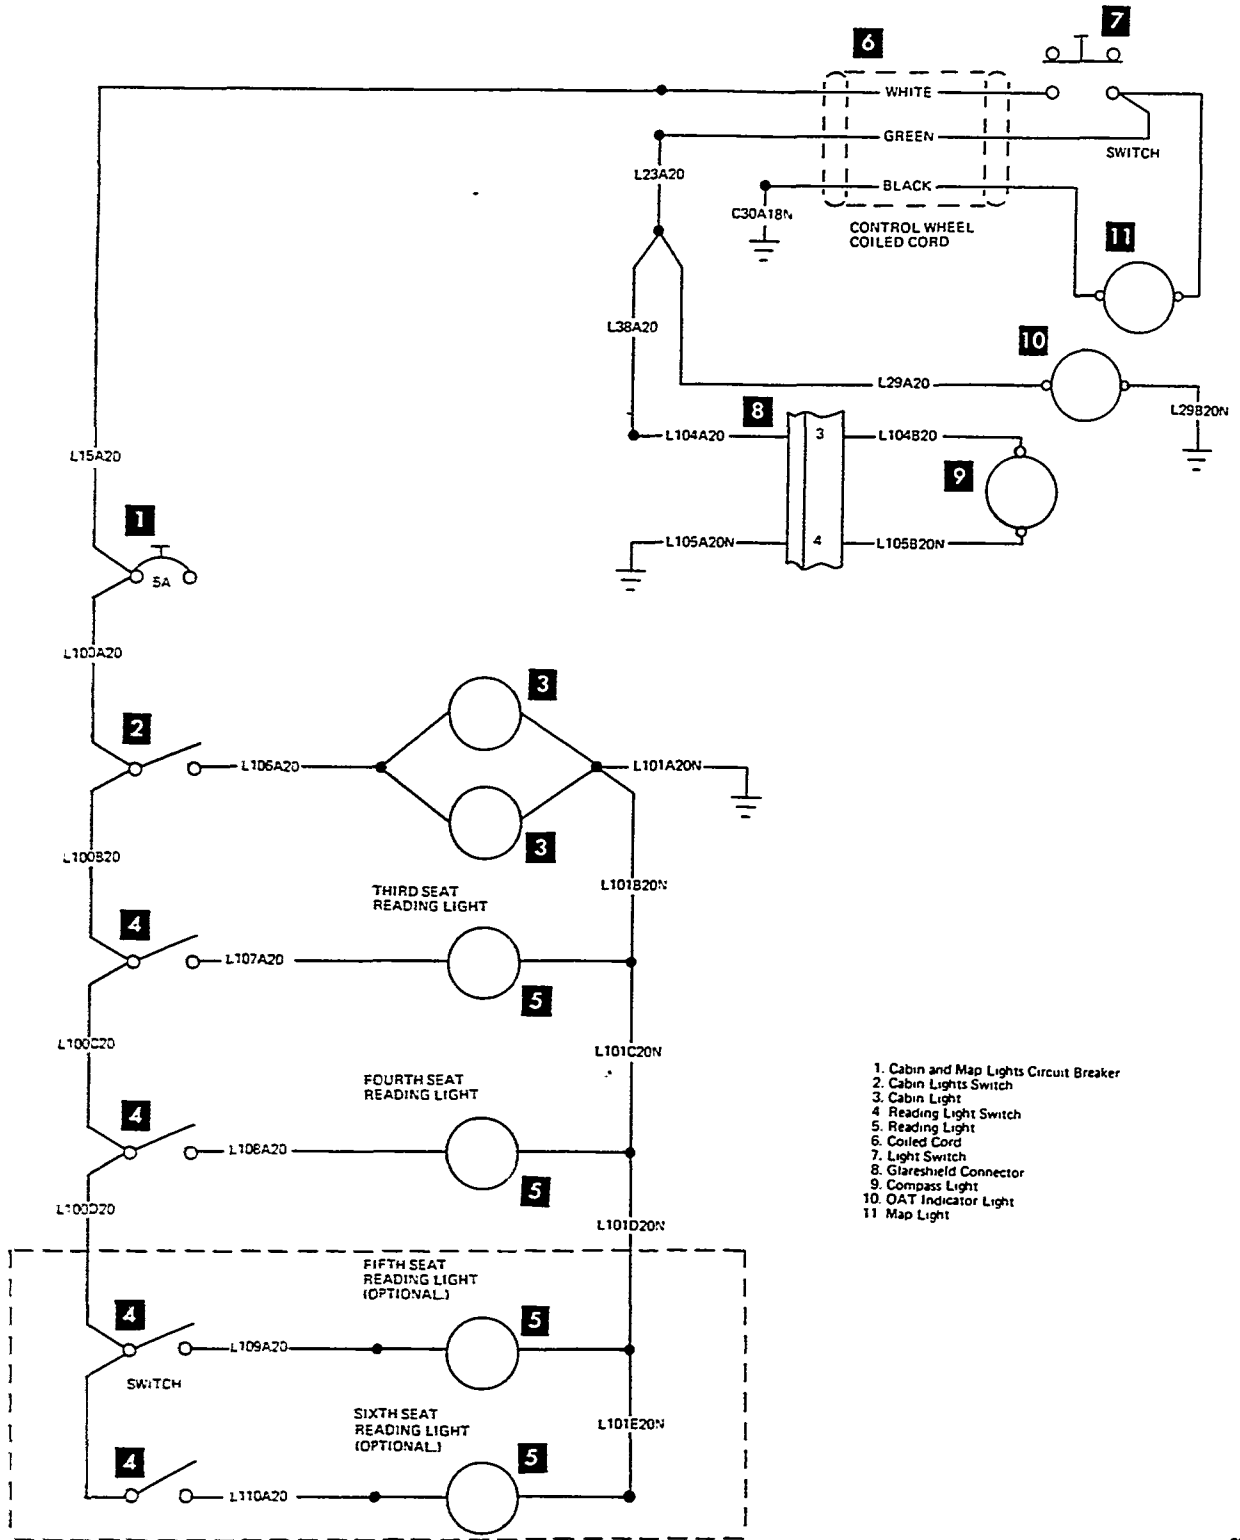 7
6
WHITE
GREEN
SWITCH
L23A20
BLACK
C30A18N
CONTROL WHEEL
COILED CORD
11
L38A20
10
L29A20
L29B20N
8
L104A20
3
L104B20
L15A20
9
1
L105A20N
4
L105B20N
5A
L100A20
3
2
L106A20
L101A20N
3
L100B20
L101B20N
THIRD SEAT
READING LIGHT
4
L107A20
5
L100C20
L101C20N
FOURTH SEAT
READING LIGHT
4
L108A20
5
L100D20
L101D20N
FIFTH SEAT
READING LIGHT
(OPTIONAL)
4
5
L109A20
SWITCH
SIXTH SEAT
READING LIGHT
(OPTIONAL)
L101E20N
4
5
L110A20
1. Cabin and Map Lights Circuit Breaker
2. Cabin Lights Switch
3. Cabin Light
4 Reading Light Switch
5. Reading Light
6. Coiled Cord
7. Light Switch
8. Glareshield Connector
9. Compass Light
10. OAT Indicator Light
11 Map Light